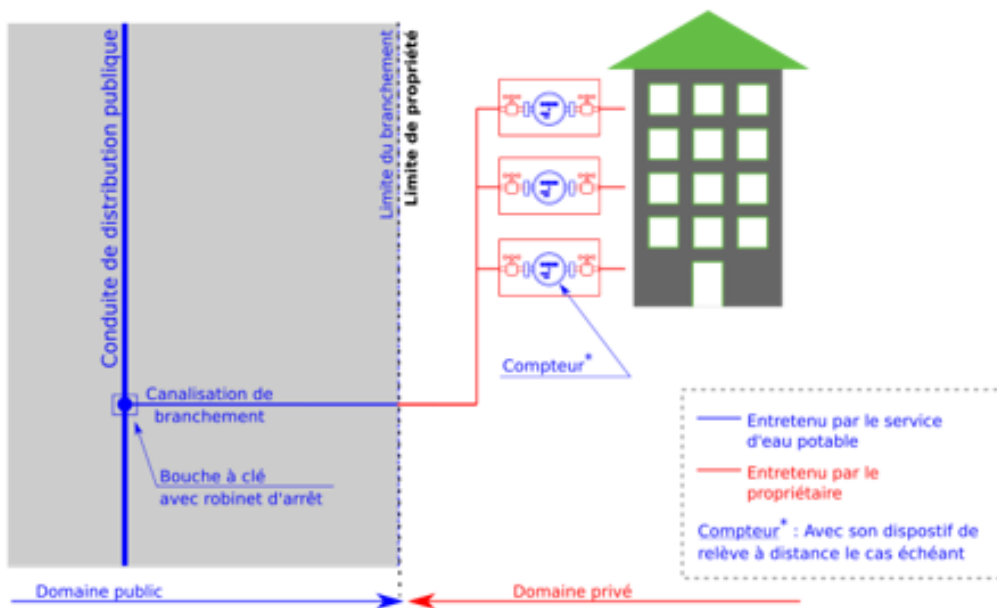 Conduite de distribution publique
Limite du branchement
Limite de propriété
Compteur*
Canalisation de
branchement
Bouche à clé
avec robinet d'arrêt
Entretenu par le service
d'eau potable
Entretenu par le
propriétaire
Compteur* : Avec son dispostif de
relève à distance le cas échéant
Domaine public
Domaine privé